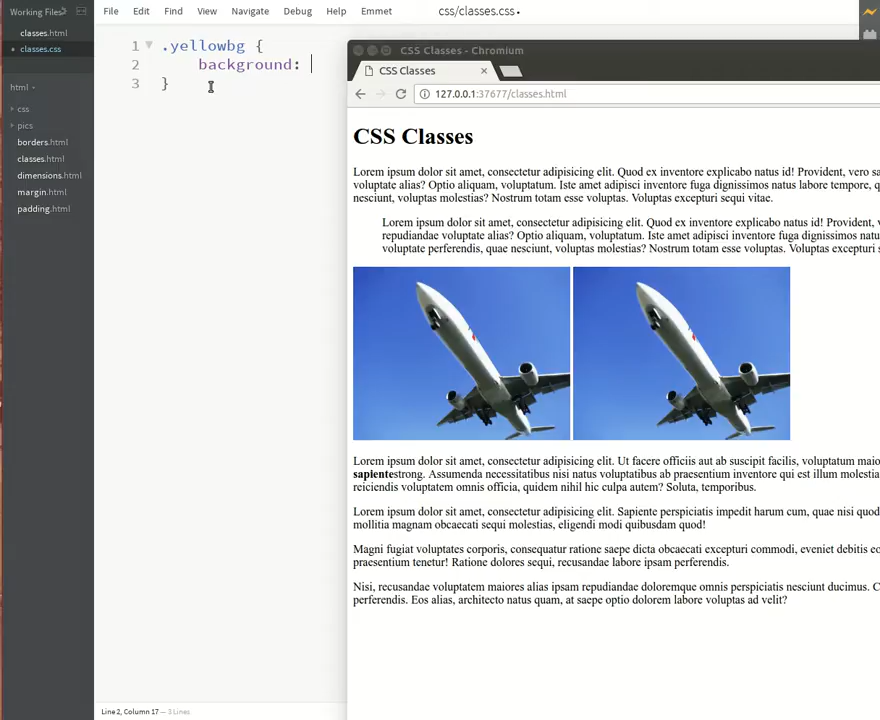 Working Files
classes.html
• classes.css
html
css
pics
borders.html
classes.html
dimensions.html
margin.html
padding.html
File Edit Find View Navigate Debug Help Emmet
css/classes.css •
1 .yellowbg {
2 background:
3 }
Line 2, Column 17 — 3 Lines
CSS Classes - Chromium
CSS Classes ×
127.0.0.1:37677/classes.html
CSS Classes
Lorem ipsum dolor sit amet, consectetur adipisicing elit. Quod ex inventore explicabo natus id! Provident, vero sa
voluptate alias? Optio aliquam, voluptatum. Iste amet adipisci inventore fuga dignissimos natus labore tempore, q
nesciunt, voluptas molestias? Nostrum totam esse voluptas. Voluptas excepturi sequi vitae.
Lorem ipsum dolor sit amet, consectetur adipisicing elit. Quod ex inventore explicabo natus id! Provident, v
repudiandae voluptate alias? Optio aliquam, voluptatum. Iste amet adipisci inventore fuga dignissimos natus
voluptate perferendis, quae nesciunt, voluptas molestias? Nostrum totam esse voluptas. Voluptas excepturi s
Lorem ipsum dolor sit amet, consectetur adipisicing elit. Ut facere officiis aut ab suscipit facilis, voluptatum maio
sapientestrong. Assumenda necessitatibus nisi natus voluptatibus ab praesentium inventore qui est illum molestia
reiciendis voluptatem omnis officia, quidem nihil hic culpa autem? Soluta, temporibus.
Lorem ipsum dolor sit amet, consectetur adipisicing elit. Sapiente perspiciatis impedit harum cum, quae nisi quod
mollitia magnam obcaecati sequi molestias, eligendi modi quibusdam quod!
Magni fugiat voluptates corporis, consequatur ratione saepe dicta obcaecati excepturi commodi, eveniet debitis eo
praesentium tenetur! Ratione dolores sequi, recusandae labore ipsam perferendis.
Nisi, recusandae voluptatem maiores alias ipsam repudiandae doloremque omnis perspiciatis nesciunt ducimus. C
perferendis. Eos alias, architecto natus quam, at saepe optio dolorem labore voluptas ad velit?